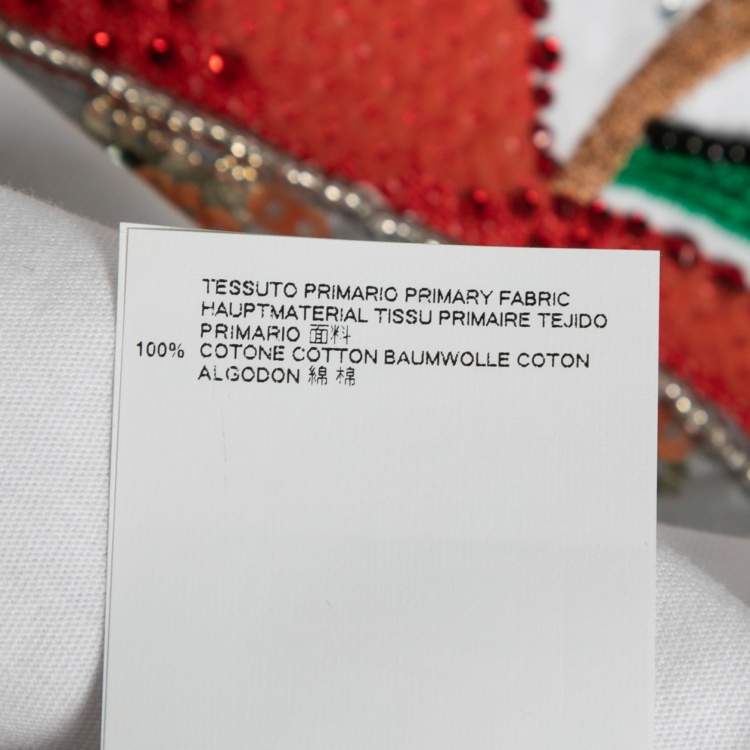 TESSUTO PRIMARIO PRIMARY FABRIC
HAUPTMATERIAL TISSU PRIMAIRE TEJIDO
PRIMARIO 面料
100% COTONE COTTON BAUMWOLLE COTON
ALGODON 綿 棉